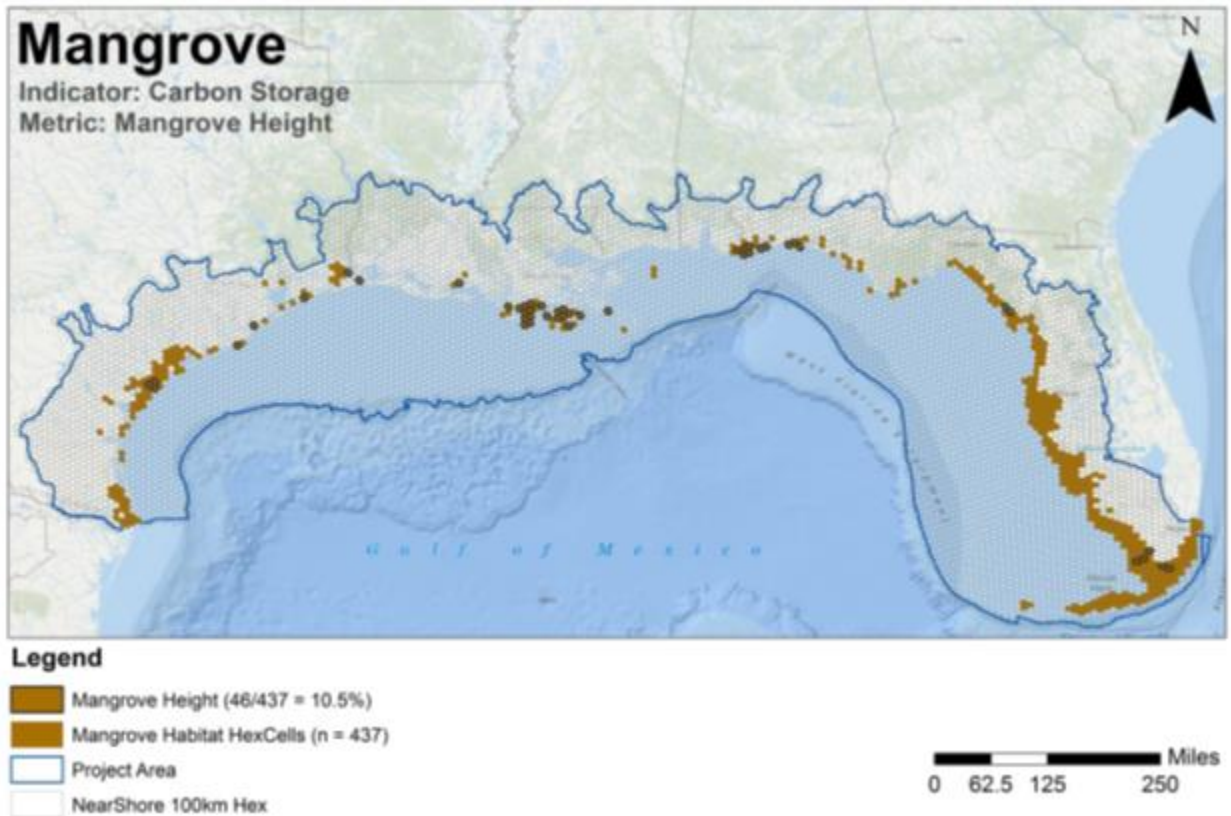 Mangrove
Indicator: Carbon Storage
Metric: Mangrove Height
N
Gulf of Mexico
Legend
Mangrove Height (46/437 = 10.5%)
Mangrove Habitat HexCells (n = 437)
Project Area
NearShore 100km Hex
Miles
0 62.5 125 250